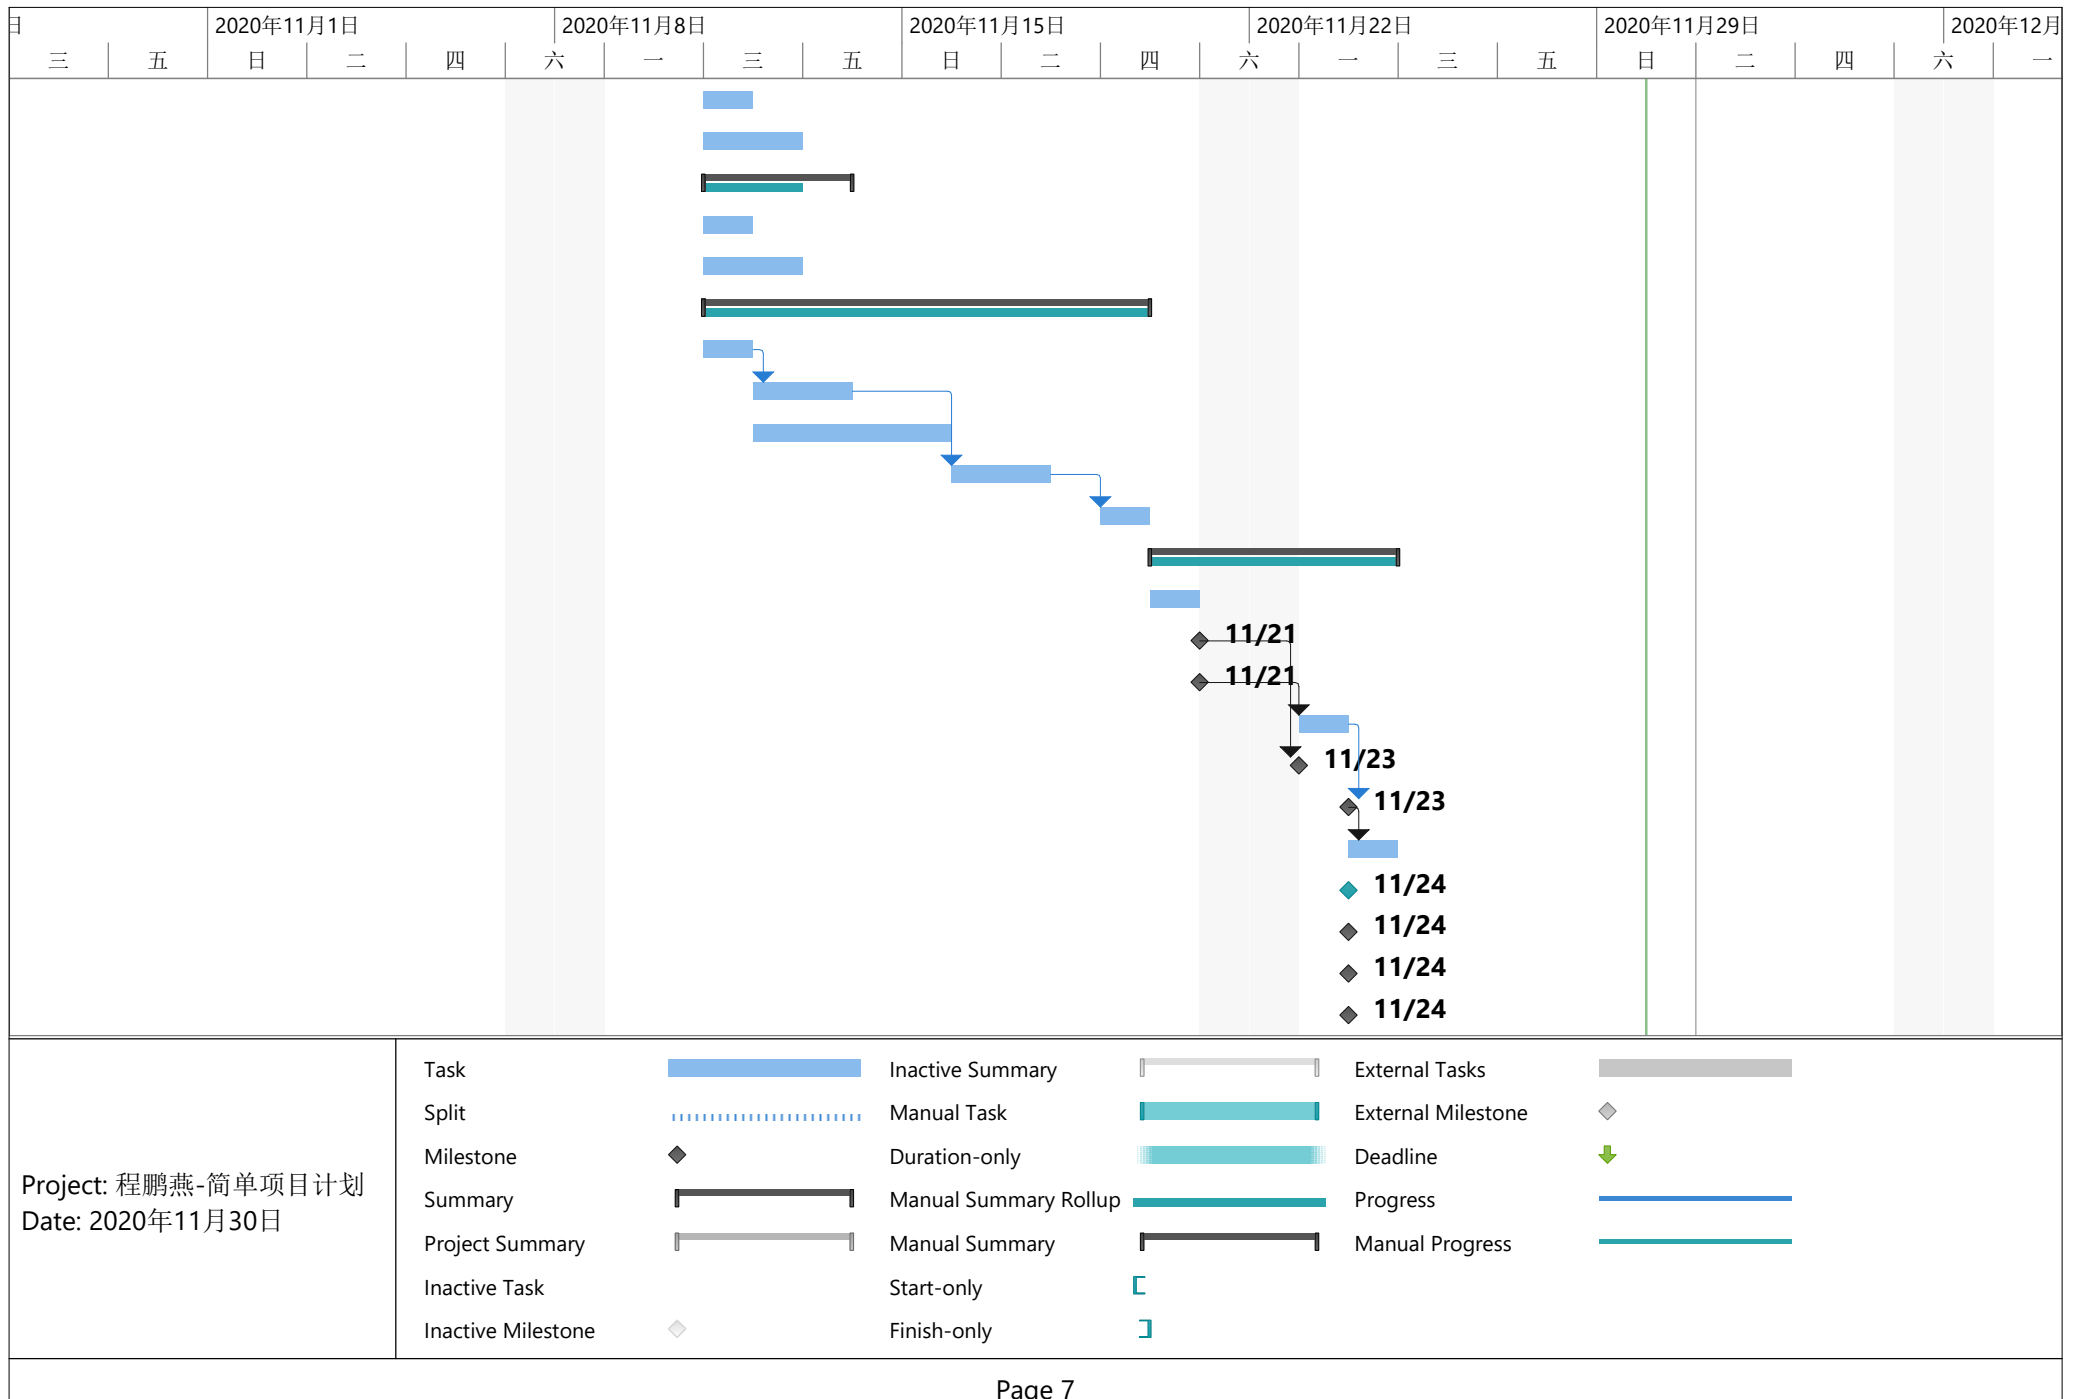 日 2020年11月1日 2020年11月8日 2020年11月15日 2020年11月22日 2020年11月29日 2020年12月
三 五 日 二 四 六 一 三 五 日 二 四 六 一 三 五 日 二 四 六 一
11/21
11/21
11/23
11/23
11/24
11/24
11/24
11/24
Project: 程鹏燕-简单项目计划
Date: 2020年11月30日
Task
Split
Milestone
Summary
Project Summary
Inactive Task
Inactive Milestone
Inactive Summary
Manual Task
Duration-only
Manual Summary Rollup
Manual Summary
Start-only
Finish-only
External Tasks
External Milestone
Deadline
Progress
Manual Progress
Page 7